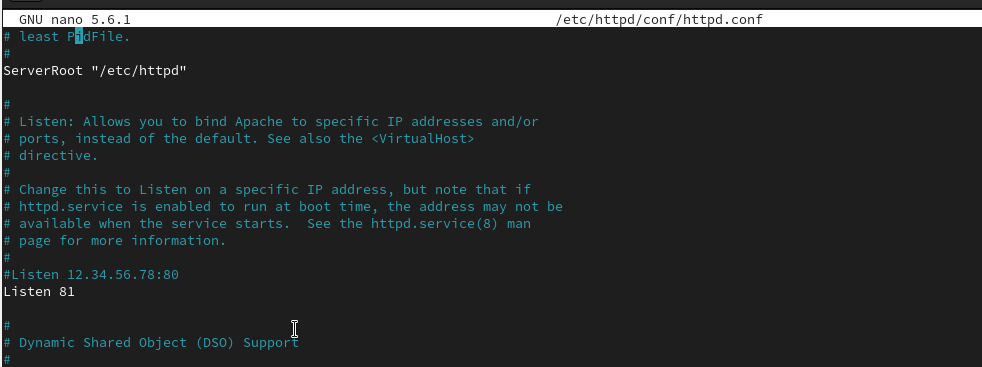 GNU nano 5.6.1 /etc/httpd/conf/httpd.conf
# least PidFile.
#
ServerRoot "/etc/httpd"
#
# Listen: Allows you to bind Apache to specific IP addresses and/or
# ports, instead of the default. See also the <VirtualHost>
# directive.
#
# Change this to Listen on a specific IP address, but note that if
# httpd.service is enabled to run at boot time, the address may not be
# available when the service starts.  See the httpd.service(8) man
# page for more information.
#
#Listen 12.34.56.78:80
Listen 81
#
# Dynamic Shared Object (DSO) Support
#